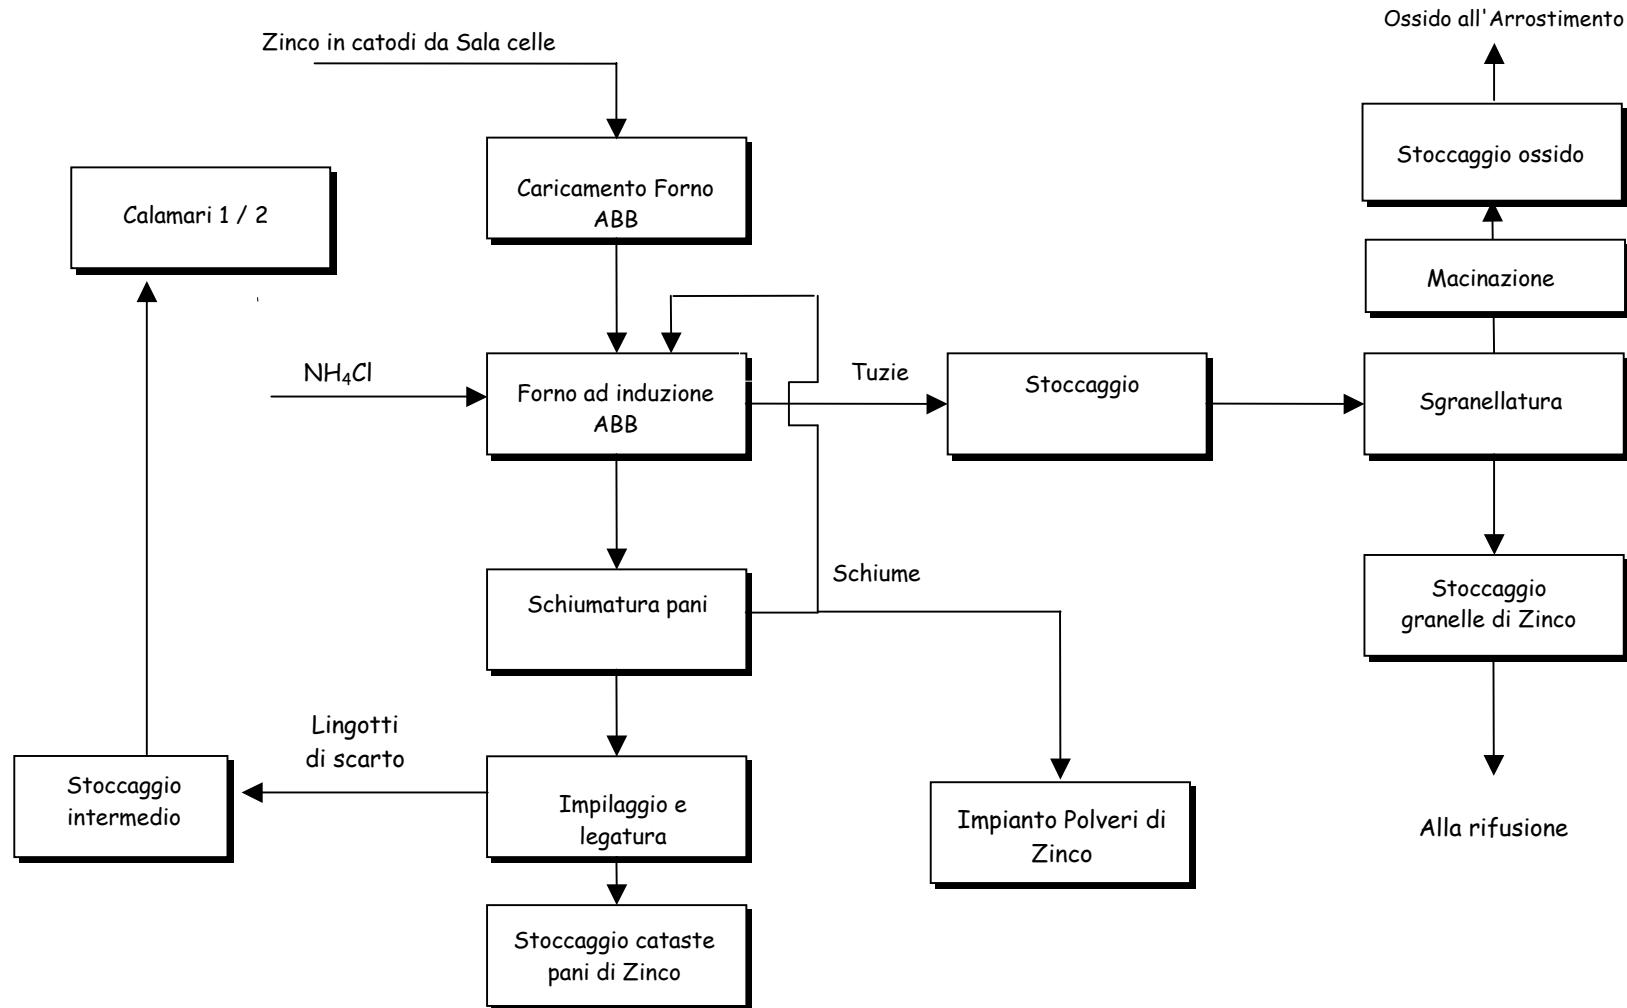 Ossido all'Arrostimento
Zinco in catodi da Sala celle
Stoccaggio ossido
Caricamento Forno
ABB
Calamari 1 / 2
Macinazione
NH₄Cl
Forno ad induzione
ABB
Tuzie
Stoccaggio
Sgranellatura
Schiume
Schiumatura pani
Stoccaggio
granelle di Zinco
Lingotti
di scarto
Stoccaggio
intermedio
Impilaggio e
legatura
Impianto Polveri di
Zinco
Alla rifusione
Stoccaggio cataste
pani di Zinco